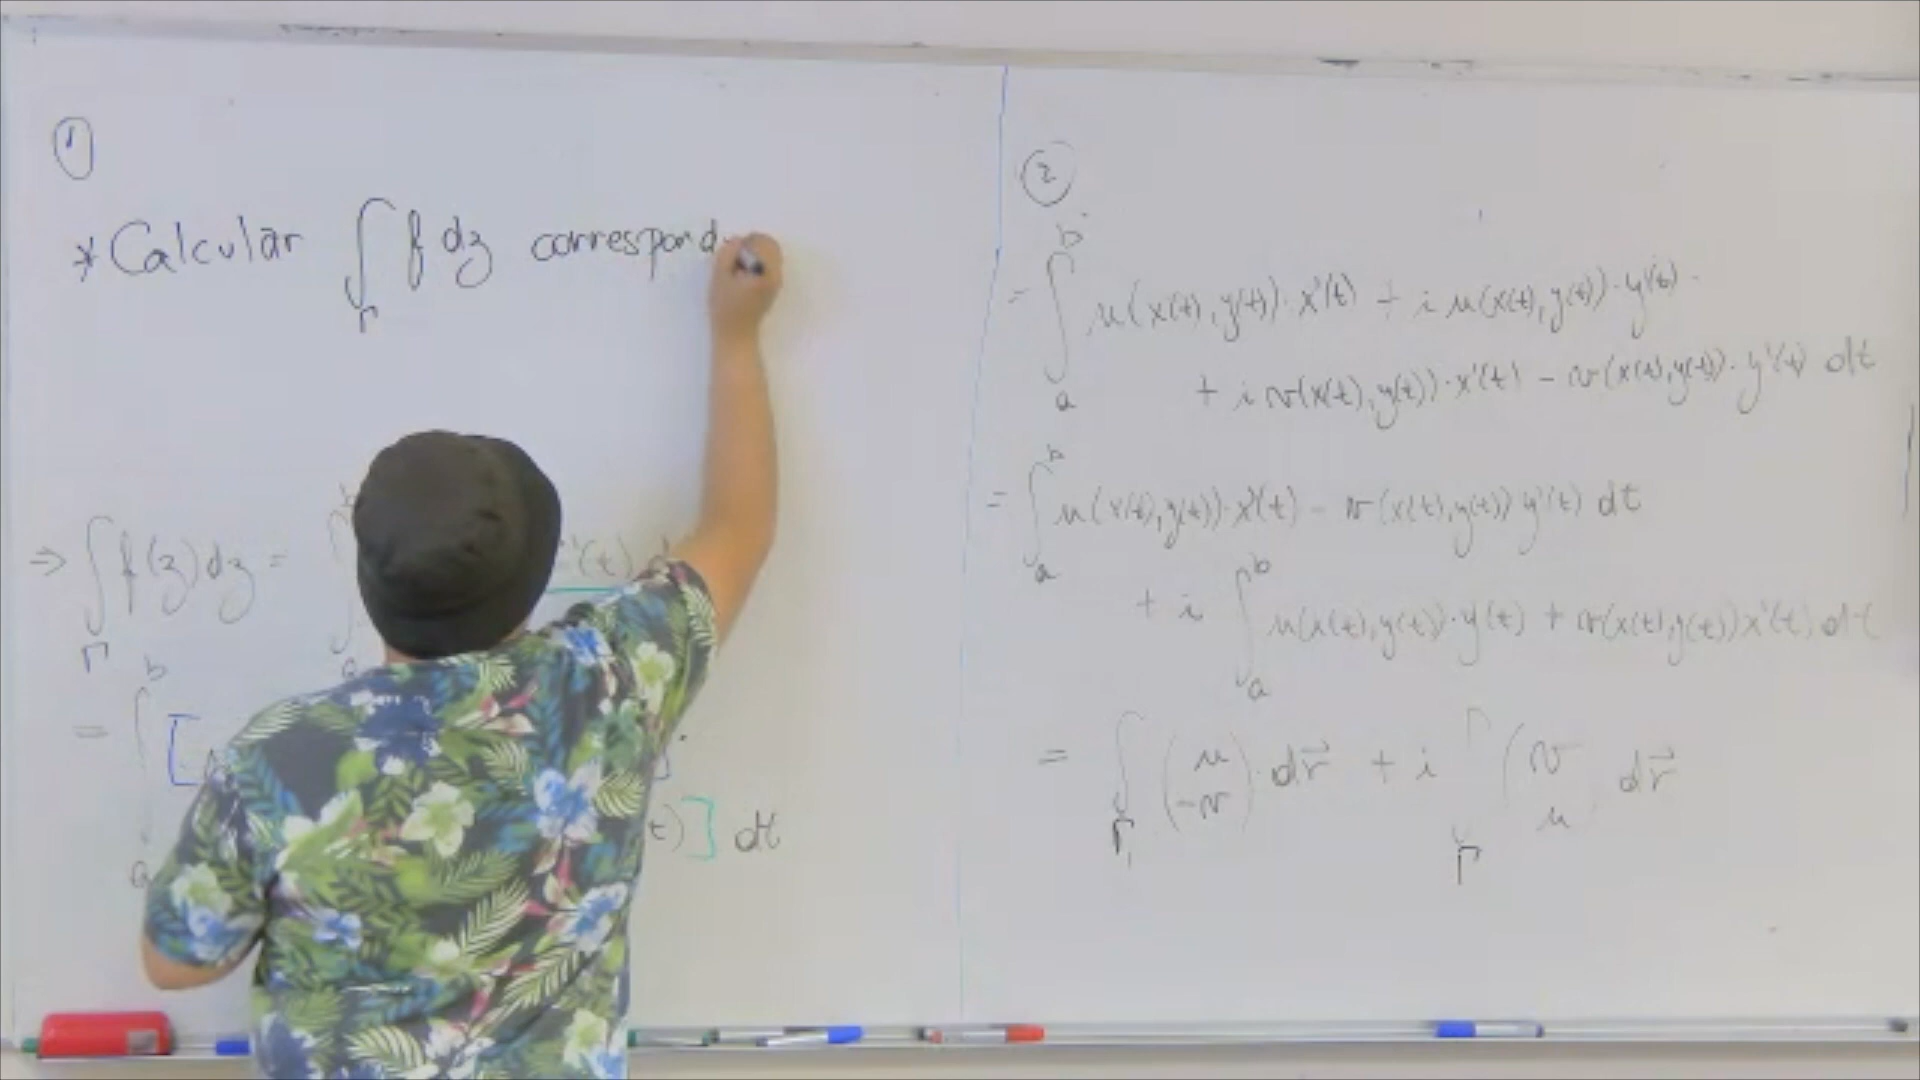 ①
* Calcular ∫_Γ f dz correspond
⇒ ∫_Γ f(z) dz = ∫_a^b '(t)
= ∫_a^b [
t)] dt
②
= ∫_a^b u(x(t),y(t))·x'(t) + i u(x(t),y(t))·y'(t)
+ i v(x(t),y(t))·x'(t) - v(x(t),y(t))·y'(t) dt
= ∫_a^b u(x(t),y(t))·x'(t) - v(x(t),y(t)) y'(t) dt
+ i ∫_a^b u(x(t),y(t))·y'(t) + v(x(t),y(t)) x'(t) dt
= ∫_Γ (u -v)·dr⃗ + i ∫_Γ (v u dr⃗